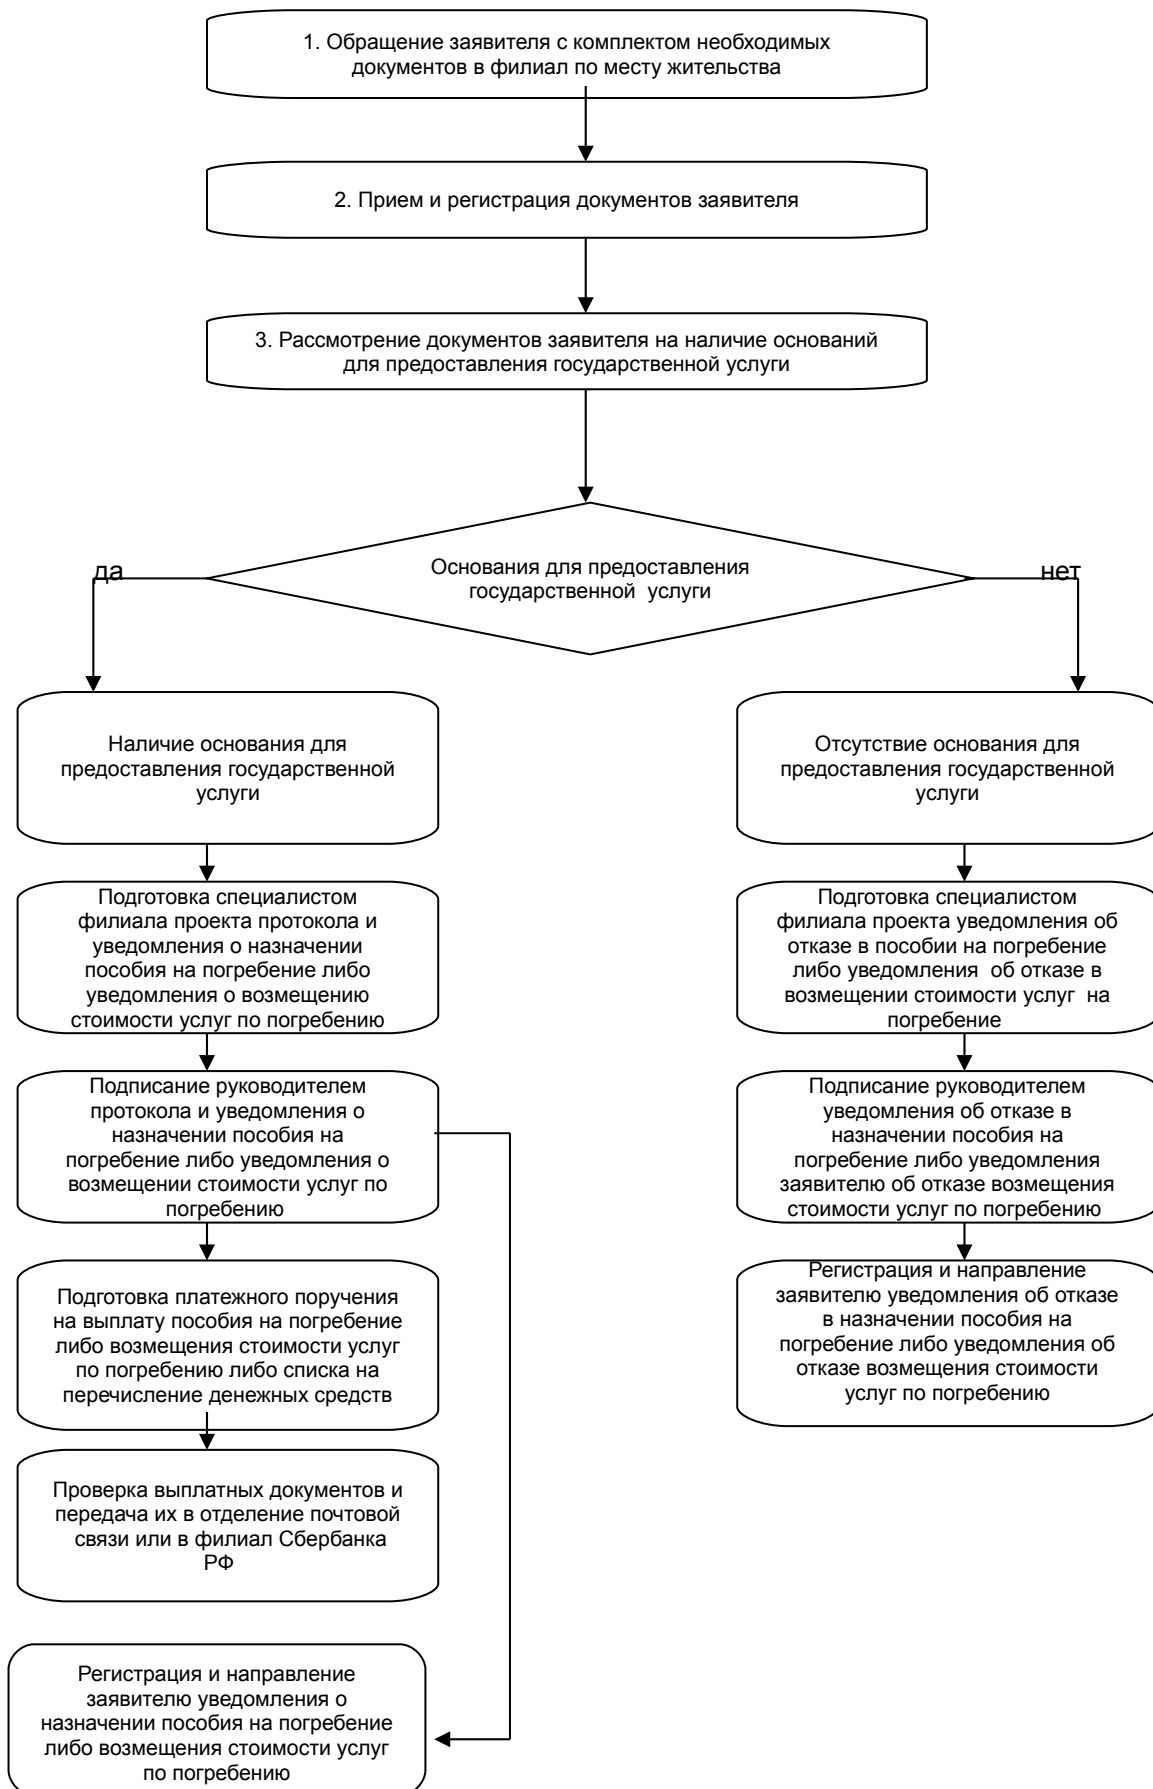 1. Обращение заявителя с комплектом необходимых
документов в филиал по месту жительства
2. Прием и регистрация документов заявителя
3. Рассмотрение документов заявителя на наличие оснований
для предоставления государственной услуги
Основания для предоставления
государственной услуги
да
нет
Наличие основания для
предоставления государственной
услуги
Подготовка специалистом
филиала проекта протокола и
уведомления о назначении
пособия на погребение либо
уведомления о возмещению
стоимости услуг по погребению
Подписание руководителем
протокола и уведомления о
назначении пособия на
погребение либо уведомления о
возмещении стоимости услуг по
погребению
Подготовка платежного поручения
на выплату пособия на погребение
либо возмещения стоимости услуг
по погребению либо списка на
перечисление денежных средств
Проверка выплатных документов и
передача их в отделение почтовой
связи или в филиал Сбербанка
РФ
Регистрация и направление
заявителю уведомления о
назначении пособия на погребение
либо возмещения стоимости услуг
по погребению
Отсутствие основания для
предоставления государственной
услуги
Подготовка специалистом
филиала проекта уведомления об
отказе в пособии на погребение
либо уведомления об отказе в
возмещении стоимости услуг на
погребение
Подписание руководителем
уведомления об отказе в
назначении пособия на
погребение либо уведомления
заявителю об отказе возмещения
стоимости услуг по погребению
Регистрация и направление
заявителю уведомления об отказе
в назначении пособия на
погребение либо уведомления об
отказе возмещения стоимости
услуг по погребению